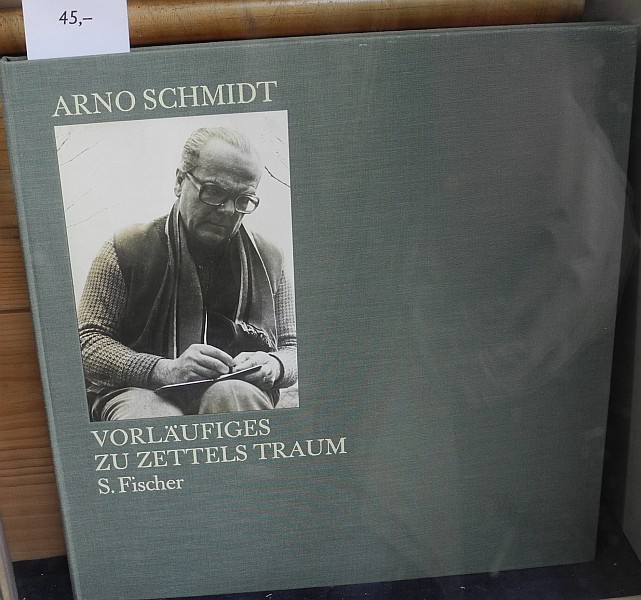 45,–
ARNO SCHMIDT
VORLÄUFIGES
ZU ZETTELS TRAUM
S. Fischer